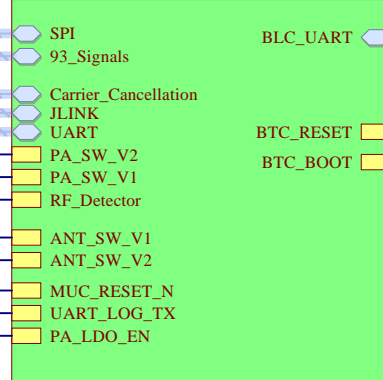 SPI
BLC_UART
93_Signals
Carrier_Cancellation
JLINK
UART
BTC_RESET
PA_SW_V2
BTC_BOOT
PA_SW_V1
RF_Detector
ANT_SW_V1
ANT_SW_V2
MUC_RESET_N
UART_LOG_TX
PA_LDO_EN